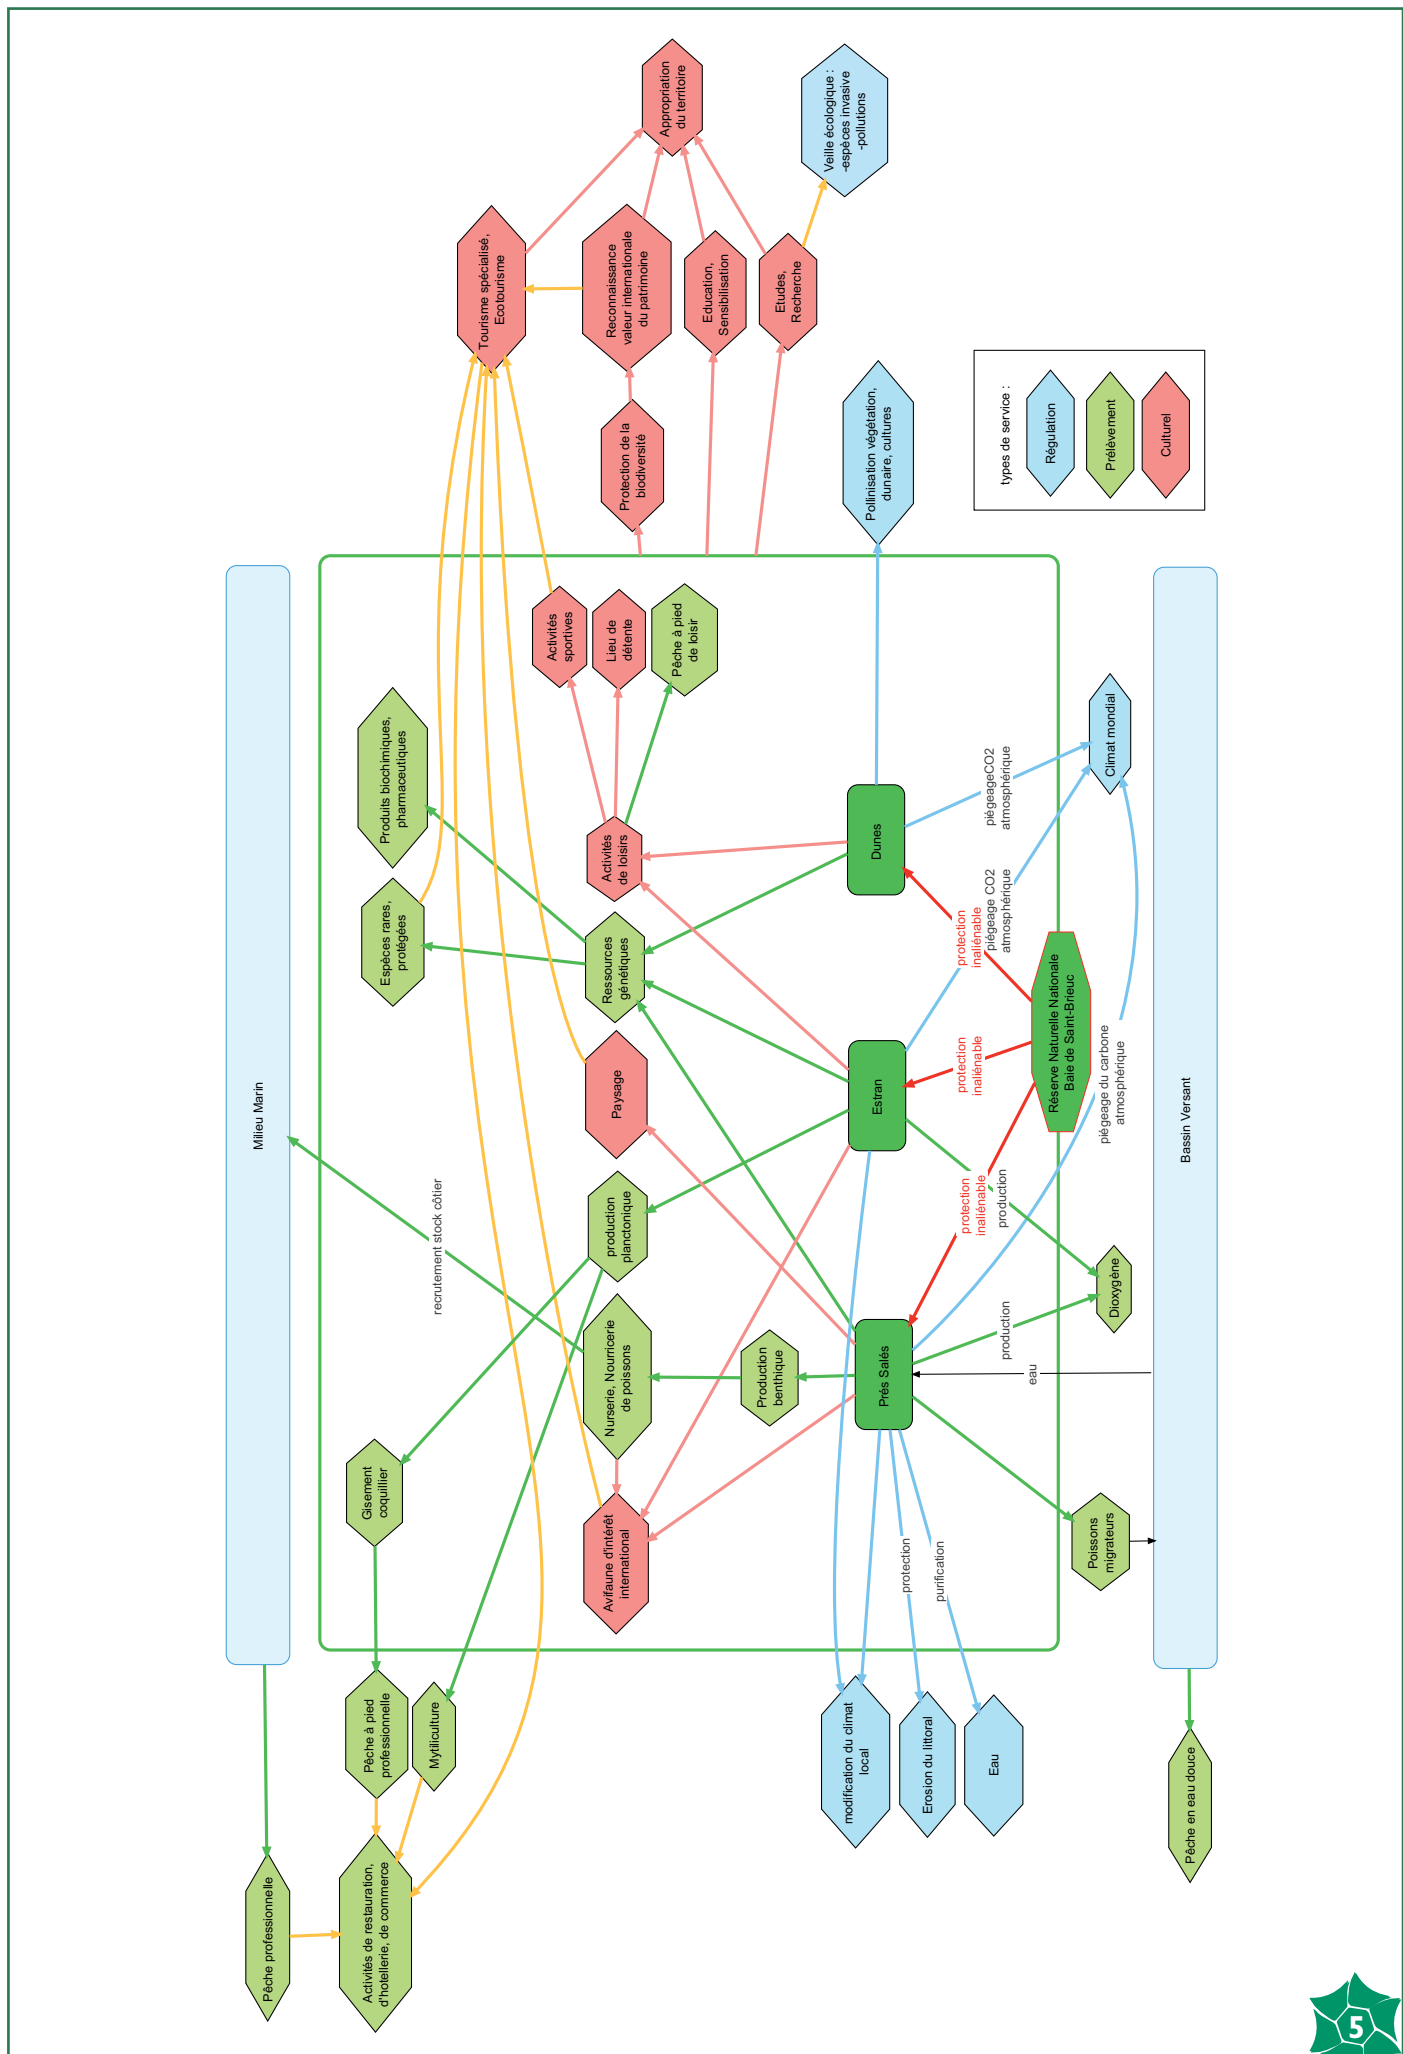 Pêche professionnelle
Activités de restauration,
d'hotellerie, de commerce
Pêche à pied
professionnelle
Mytiliculture
Milieu Marin
recrutement stock côtier
Gisement
coquillier
Espèces rares,
protégées
Produits biochimiques,
pharmaceutiques
Avifaune d'intérêt
international
Nurserie, Nourricerie
de poissons
production
planctonique
Paysage
Ressources
génétiques
Activités
de loisirs
Activités
sportives
Lieu de
détente
Pêche à pied
de loisir
Production
benthique
Prés Salés
Estran
Dunes
protection
inaliénable
protection
inaliénable
protection
inaliénable
Réserve Naturelle Nationale
Baie de Saint-Brieuc
piégeage CO2
atmosphérique
piégeageCO2
atmosphérique
piégeage du carbone
atmosphérique
production
production
eau
Dioxygène
Climat mondial
Poissons
migrateurs
protection
purification
modification du climat
local
Erosion du littoral
Eau
Bassin Versant
Pêche en eau douce
Tourisme spécialisé,
Ecotourisme
Reconnaissance
valeur internationale
du patrimoine
Protection de la
biodiversité
Education,
Sensibilisation
Etudes,
Recherche
Appropriation
du territoire
Veille écologique :
-espèces invasive
-pollutions
Pollinisation végétation,
dunaire, cultures
types de service :
Régulation
Prélèvement
Culturel
5